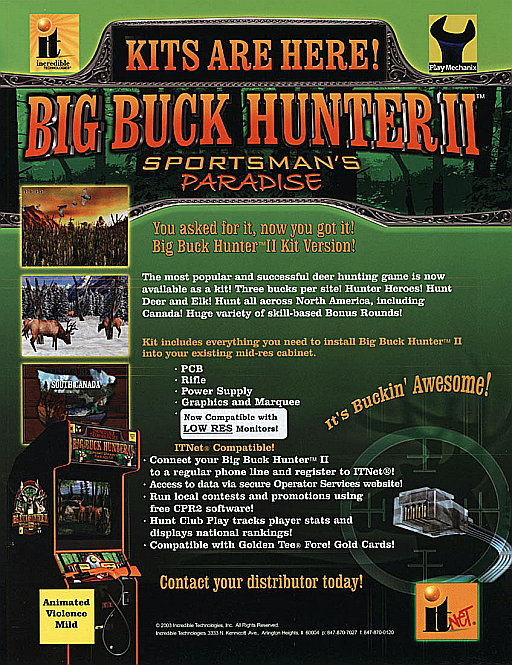 it
incredible
TECHNOLOGIES
KITS ARE HERE!
PlayMechanix
BIG BUCK HUNTER II™
SPORTSMAN'S
PARADISE
You asked for it, now you got it!
Big Buck Hunter™II Kit Version!
The most popular and successful deer hunting game is now
available as a kit! Three bucks per site! Hunter Heroes! Hunt
Deer and Elk! Hunt all across North America, including
Canada! Huge variety of skill-based Bonus Rounds!
Kit includes everything you need to install Big Buck Hunter™ II
into your existing mid-res cabinet.
· PCB
· Rifle
· Power Supply
· Graphics and Marquee
Now Compatible with
LOW RES Monitors!
It's Buckin' Awesome!
SOUTH CANADA
BIG BUCK HUNTER II
ITNet® Compatible!
· Connect your Big Buck Hunter™ II
to a regular phone line and register to ITNet®!
· Access to data via secure Operator Services website!
· Run local contests and promotions using
free CPR2 software!
· Hunt Club Play tracks player stats and
displays national rankings!
· Compatible with Golden Tee® Fore! Gold Cards!
Contact your distributor today!
Animated
Violence
Mild
© 2003 Incredible Technologies, Inc. All Rights Reserved.
Incredible Technologies 3333 N. Kennicott Ave., Arlington Heights, Il 60004 p: 847-870-7027 f: 847-870-0120
it
NET.